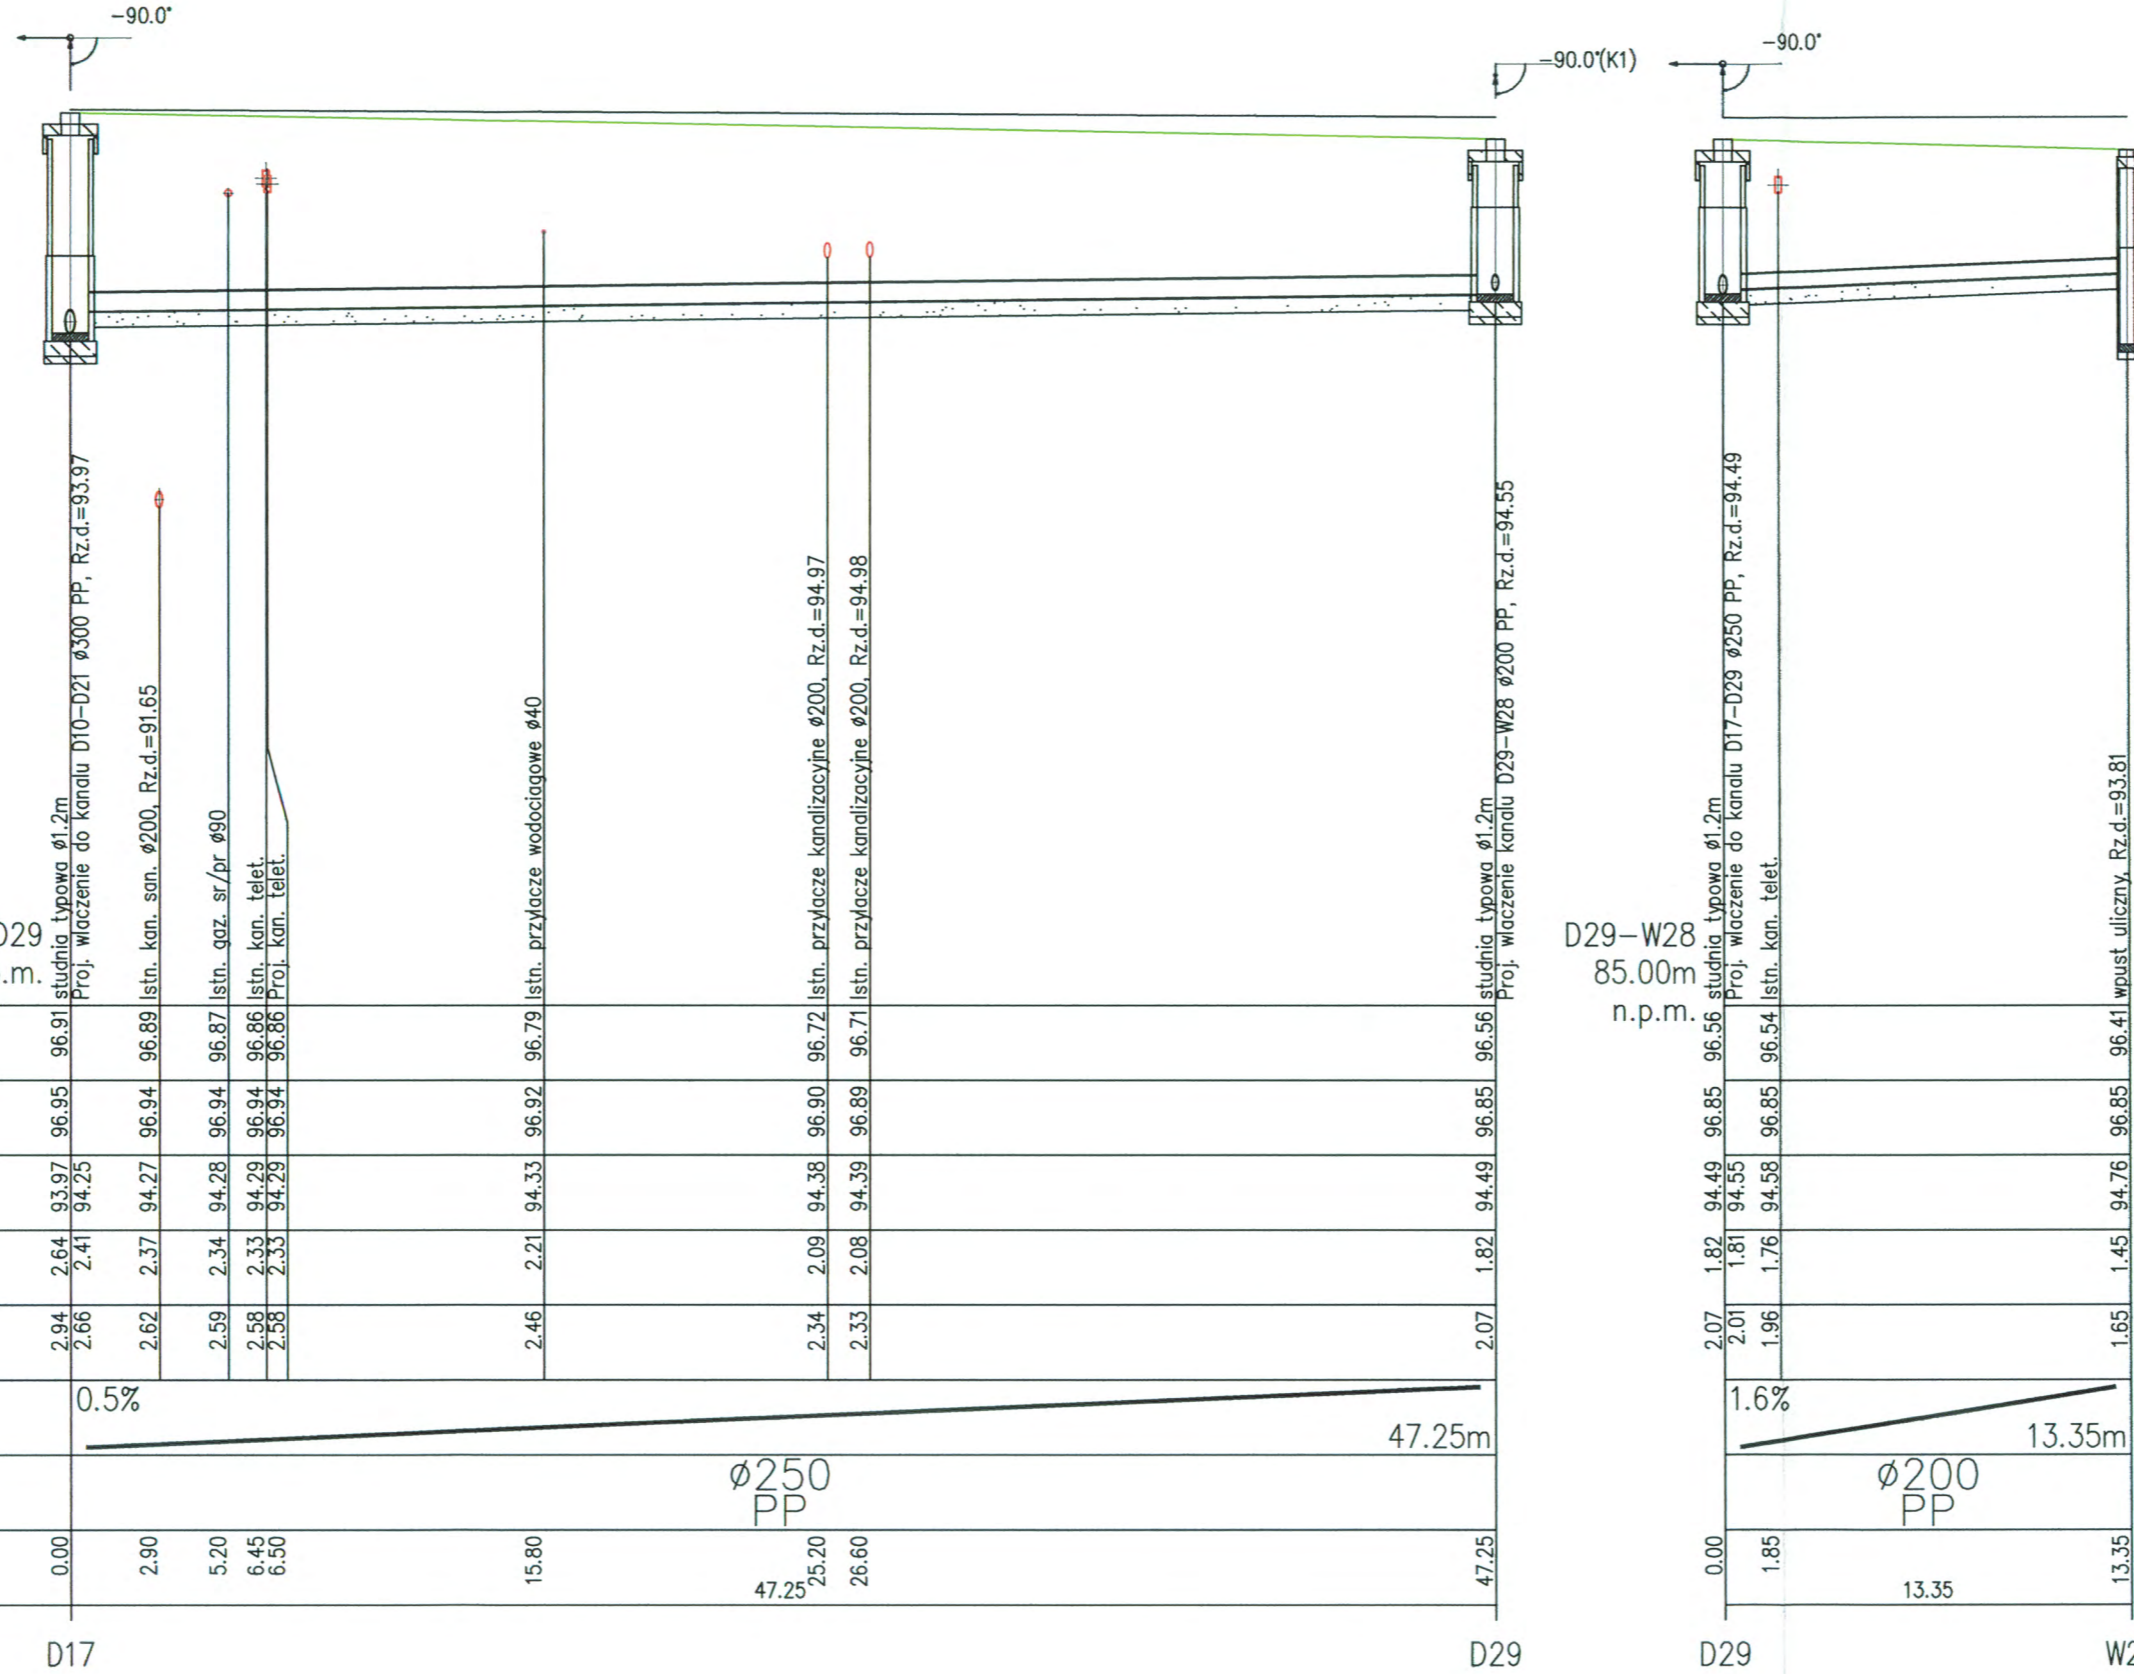 -90.0°
-90.0°(K1)
-90.0°
D29
.m.
studnia typowa ø1.2m
Proj. wlaczenie do kanalu D10-D21 ø300 PP, Rz.d.=93.97
Istn. kan. san. ø200, Rz.d.=91.65
Istn. gaz. sr/pr ø90
Istn. kan. telet.
Proj. kan. telet.
Istn. przylacze wodociagowe ø40
Istn. przylacze kanalizacyjne ø200, Rz.d.=94.97
Istn. przylacze kanalizacyjne ø200, Rz.d.=94.98
studnia typowa ø1.2m
Proj. wlaczenie kanalu D29-W28 ø200 PP, Rz.d.=94.55
D29-W28
85.00m
n.p.m.
studnia typowa ø1.2m
Proj. wlaczenie do kanalu D17-D29 ø250 PP, Rz.d.=94.49
Istn. kan. telet.
wpust uliczny, Rz.d.=93.81
96.91 96.89 96.87 96.86 96.86 96.79 96.72 96.71 96.56 96.56 96.54 96.41
96.95 96.94 96.94 96.94 96.94 96.92 96.90 96.89 96.85 96.85 96.85 96.85
93.97 94.25 94.27 94.28 94.29 94.29 94.33 94.38 94.39 94.49 94.49 94.55 94.58 94.76
2.64 2.41 2.37 2.34 2.33 2.33 2.21 2.09 2.08 1.82 1.82 1.81 1.76 1.45
2.94 2.66 2.62 2.59 2.58 2.58 2.46 2.34 2.33 2.07 2.07 2.01 1.96 1.65
0.5% 47.25m 1.6% 13.35m
ø250 ø200
PP PP
0.00 2.90 5.20 6.45 6.50 15.80 25.20 26.60 47.25 0.00 1.85 13.35
47.25 13.35
D17 D29 D29 W2